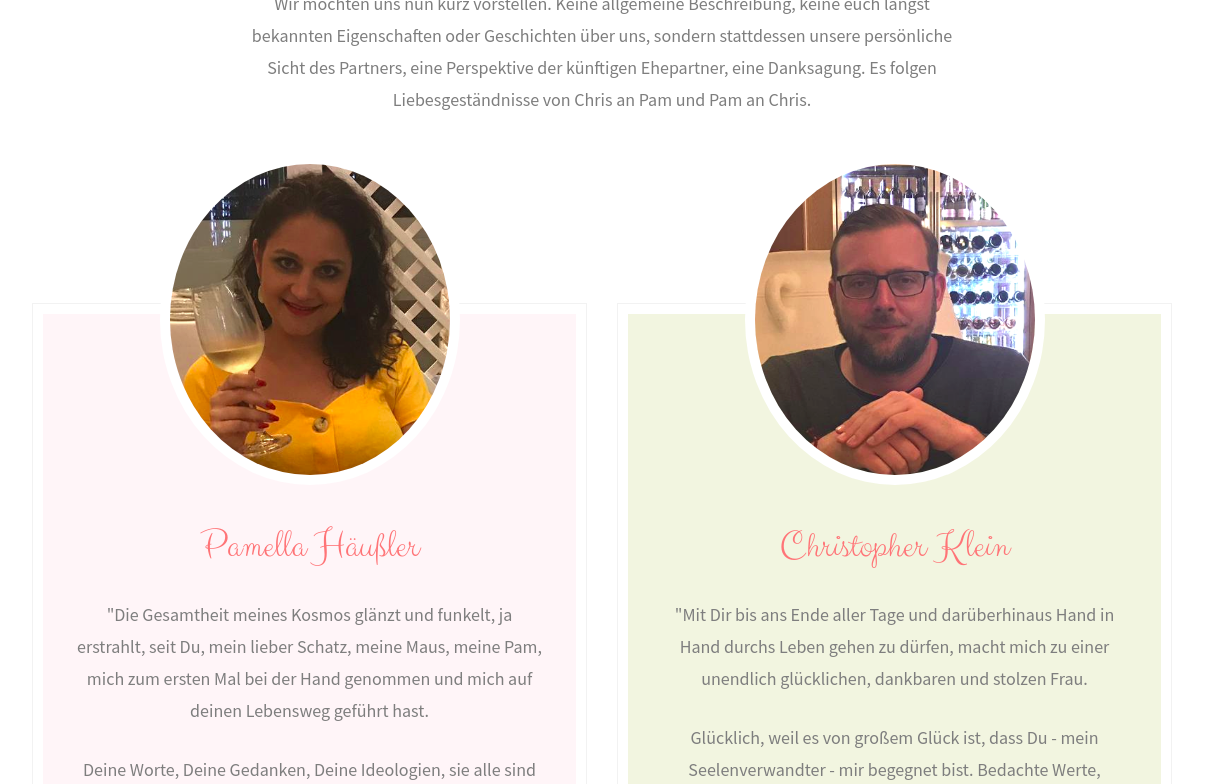 Wir möchten uns nun kurz vorstellen. Keine allgemeine Beschreibung, keine euch längst
bekannten Eigenschaften oder Geschichten über uns, sondern stattdessen unsere persönliche
Sicht des Partners, eine Perspektive der künftigen Ehepartner, eine Danksagung. Es folgen
Liebesgeständnisse von Chris an Pam und Pam an Chris.
Pamella Häußler
"Die Gesamtheit meines Kosmos glänzt und funkelt, ja
erstrahlt, seit Du, mein lieber Schatz, meine Maus, meine Pam,
mich zum ersten Mal bei der Hand genommen und mich auf
deinen Lebensweg geführt hast.
Deine Worte, Deine Gedanken, Deine Ideologien, sie alle sind
Christopher Klein
"Mit Dir bis ans Ende aller Tage und darüberhinaus Hand in
Hand durchs Leben gehen zu dürfen, macht mich zu einer
unendlich glücklichen, dankbaren und stolzen Frau.
Glücklich, weil es von großem Glück ist, dass Du - mein
Seelenverwandter - mir begegnet bist. Bedachte Werte,